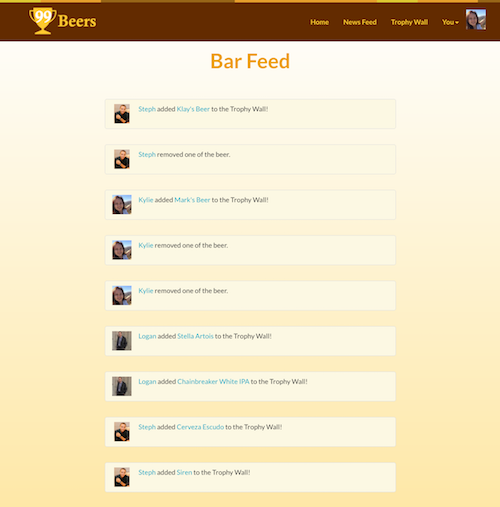 99 Beers
Home News Feed Trophy Wall You
Bar Feed
Steph added Klay's Beer to the Trophy Wall!
Steph removed one of the beer.
Kylie added Mark's Beer to the Trophy Wall!
Kylie removed one of the beer.
Kylie removed one of the beer.
Logan added Stella Artois to the Trophy Wall!
Logan added Chainbreaker White IPA to the Trophy Wall!
Steph added Cerveza Escudo to the Trophy Wall!
Steph added Siren to the Trophy Wall!